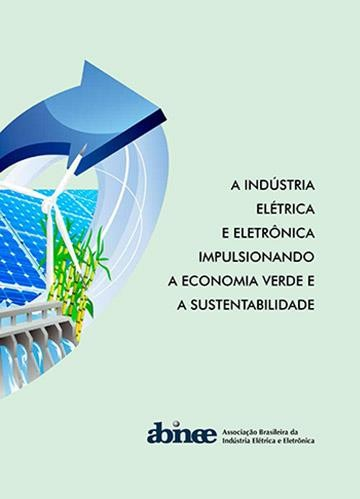 A INDÚSTRIA
ELÉTRICA
E ELETRÔNICA
IMPULSIONANDO
A ECONOMIA VERDE E
A SUSTENTABILIDADE
abinee
Associação Brasileira da
Indústria Elétrica e Eletrônica